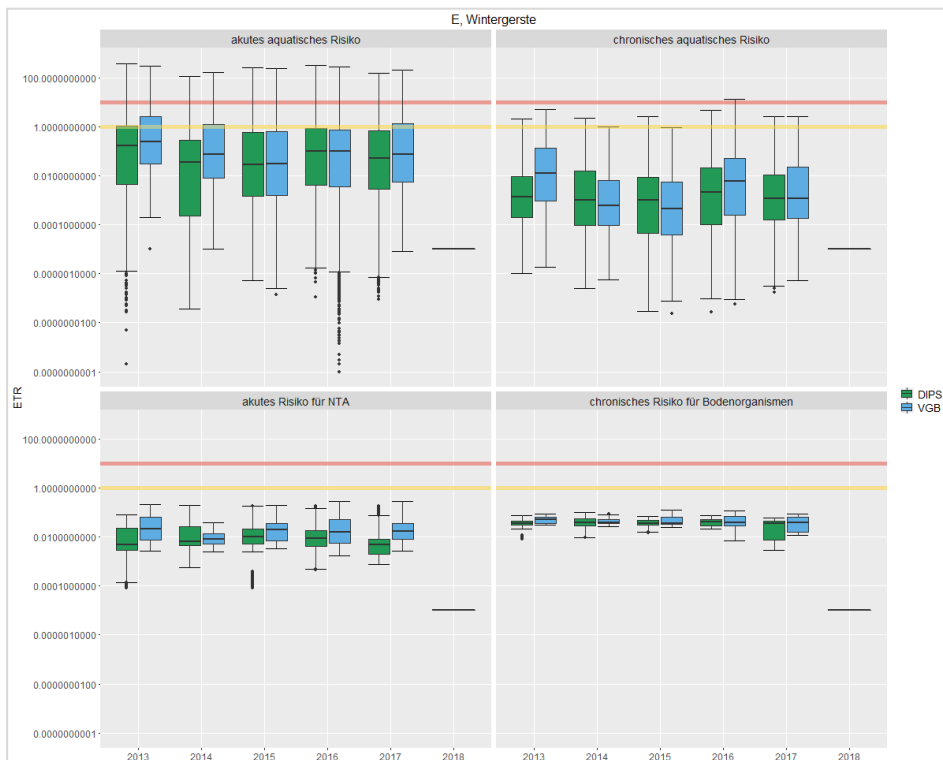 E, Wintergerste
akutes aquatisches Risiko
chronisches aquatisches Risiko
100.0000000000
1.0000000000
0.0100000000
0.0001000000
0.0000010000
0.0000000100
0.0000000001
ETR
akutes Risiko für NTA
chronisches Risiko für Bodenorganismen
DIPS
VGB
100.0000000000
1.0000000000
0.0100000000
0.0001000000
0.0000010000
0.0000000100
0.0000000001
2013 2014 2015 2016 2017 2018
2013 2014 2015 2016 2017 2018